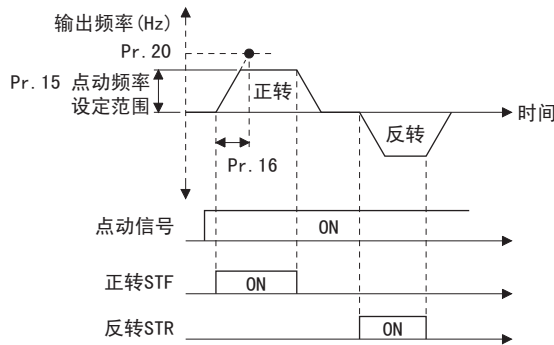 输出频率(Hz)
Pr.20
Pr.15 点动频率
设定范围
正转
时间
反转
Pr.16
点动信号
ON
正转STF
ON
反转STR
ON